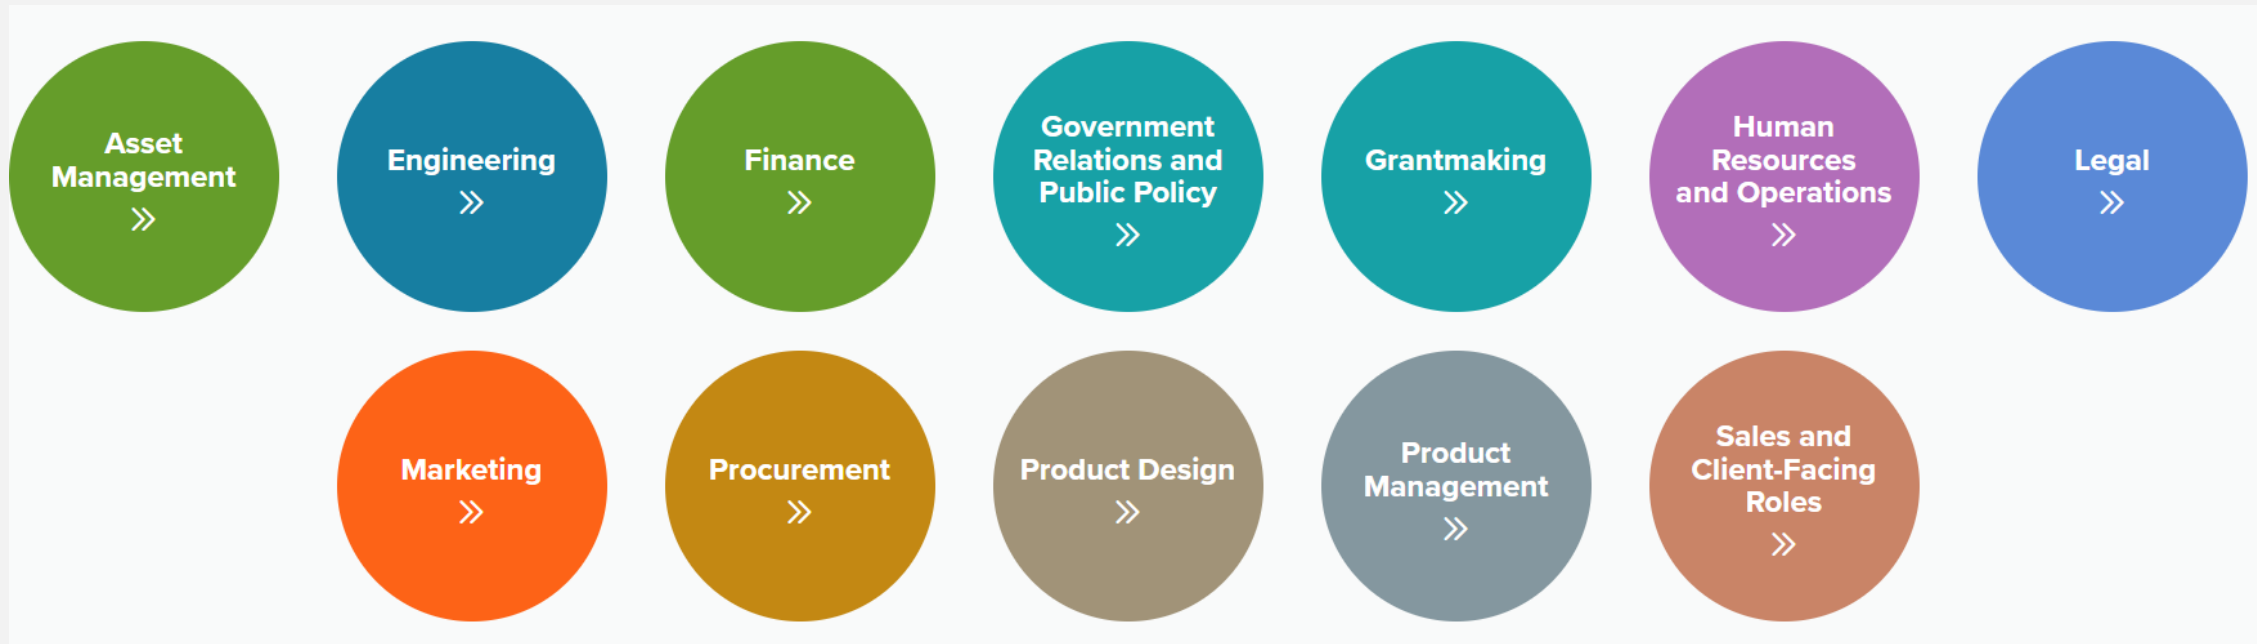 Asset
Management
Engineering
Finance
Government
Relations and
Public Policy
Grantmaking
Human
Resources
and Operations
Legal
Marketing
Procurement
Product Design
Product
Management
Sales and
Client-Facing
Roles